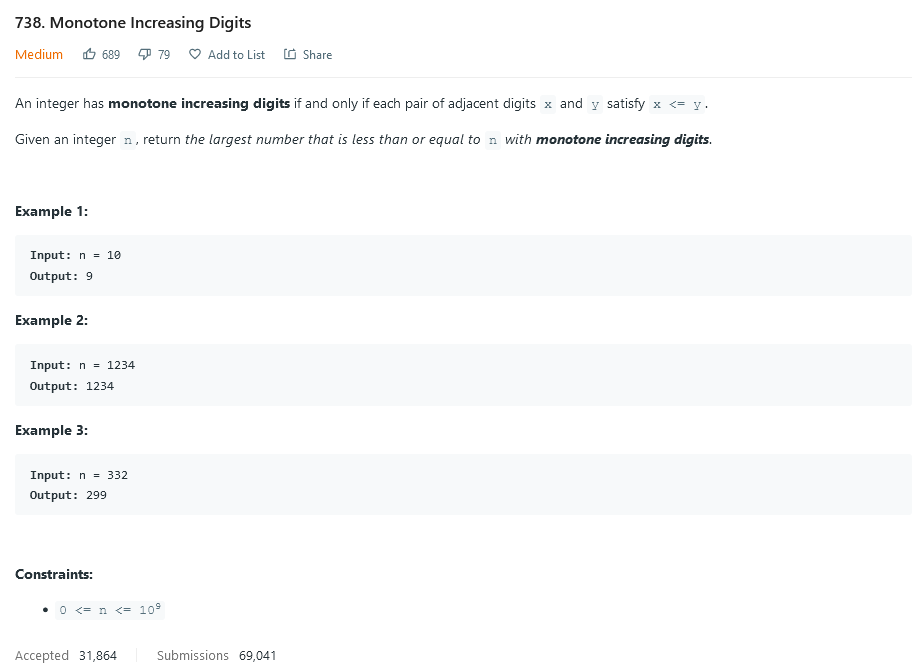 738. Monotone Increasing Digits
Medium 689 79 Add to List Share
An integer has monotone increasing digits if and only if each pair of adjacent digits x and y satisfy x <= y.
Given an integer n, return the largest number that is less than or equal to n with monotone increasing digits.
Example 1:
Input: n = 10
Output: 9
Example 2:
Input: n = 1234
Output: 1234
Example 3:
Input: n = 332
Output: 299
Constraints:
• 0 <= n <= 10⁹
Accepted 31,864 Submissions 69,041